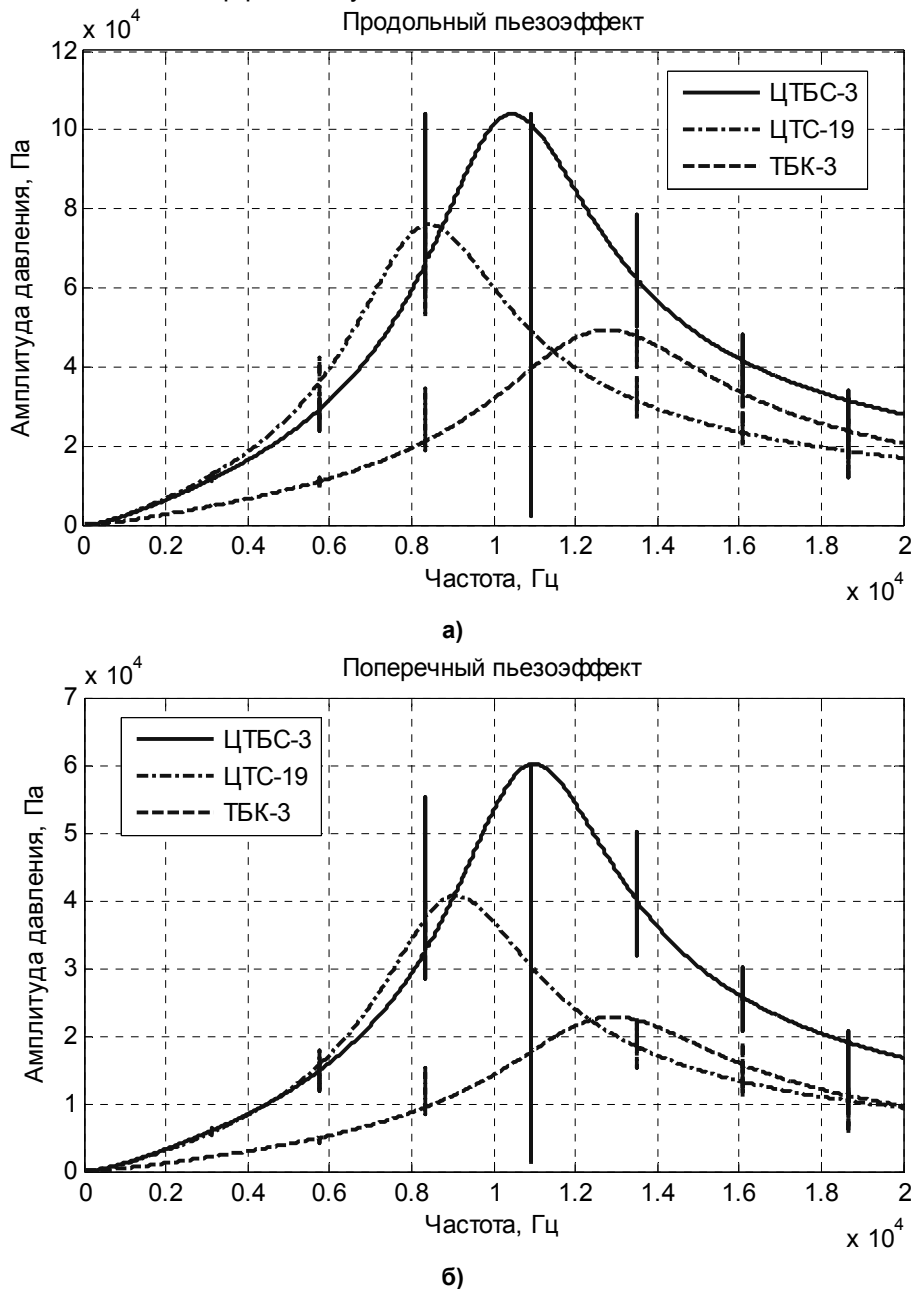 Продольный пьезоэффект
x 10^4
12
10
8
6
4
2
0
Амплитуда давления, Па
ЦТБС-3
ЦТС-19
ТБК-3
0 0.2 0.4 0.6 0.8 1 1.2 1.4 1.6 1.8 2
Частота, Гц
x 10^4
а)
Поперечный пьезоэффект
x 10^4
7
6
5
4
3
2
1
0
Амплитуда давления, Па
ЦТБС-3
ЦТС-19
ТБК-3
0 0.2 0.4 0.6 0.8 1 1.2 1.4 1.6 1.8 2
Частота, Гц
x 10^4
б)